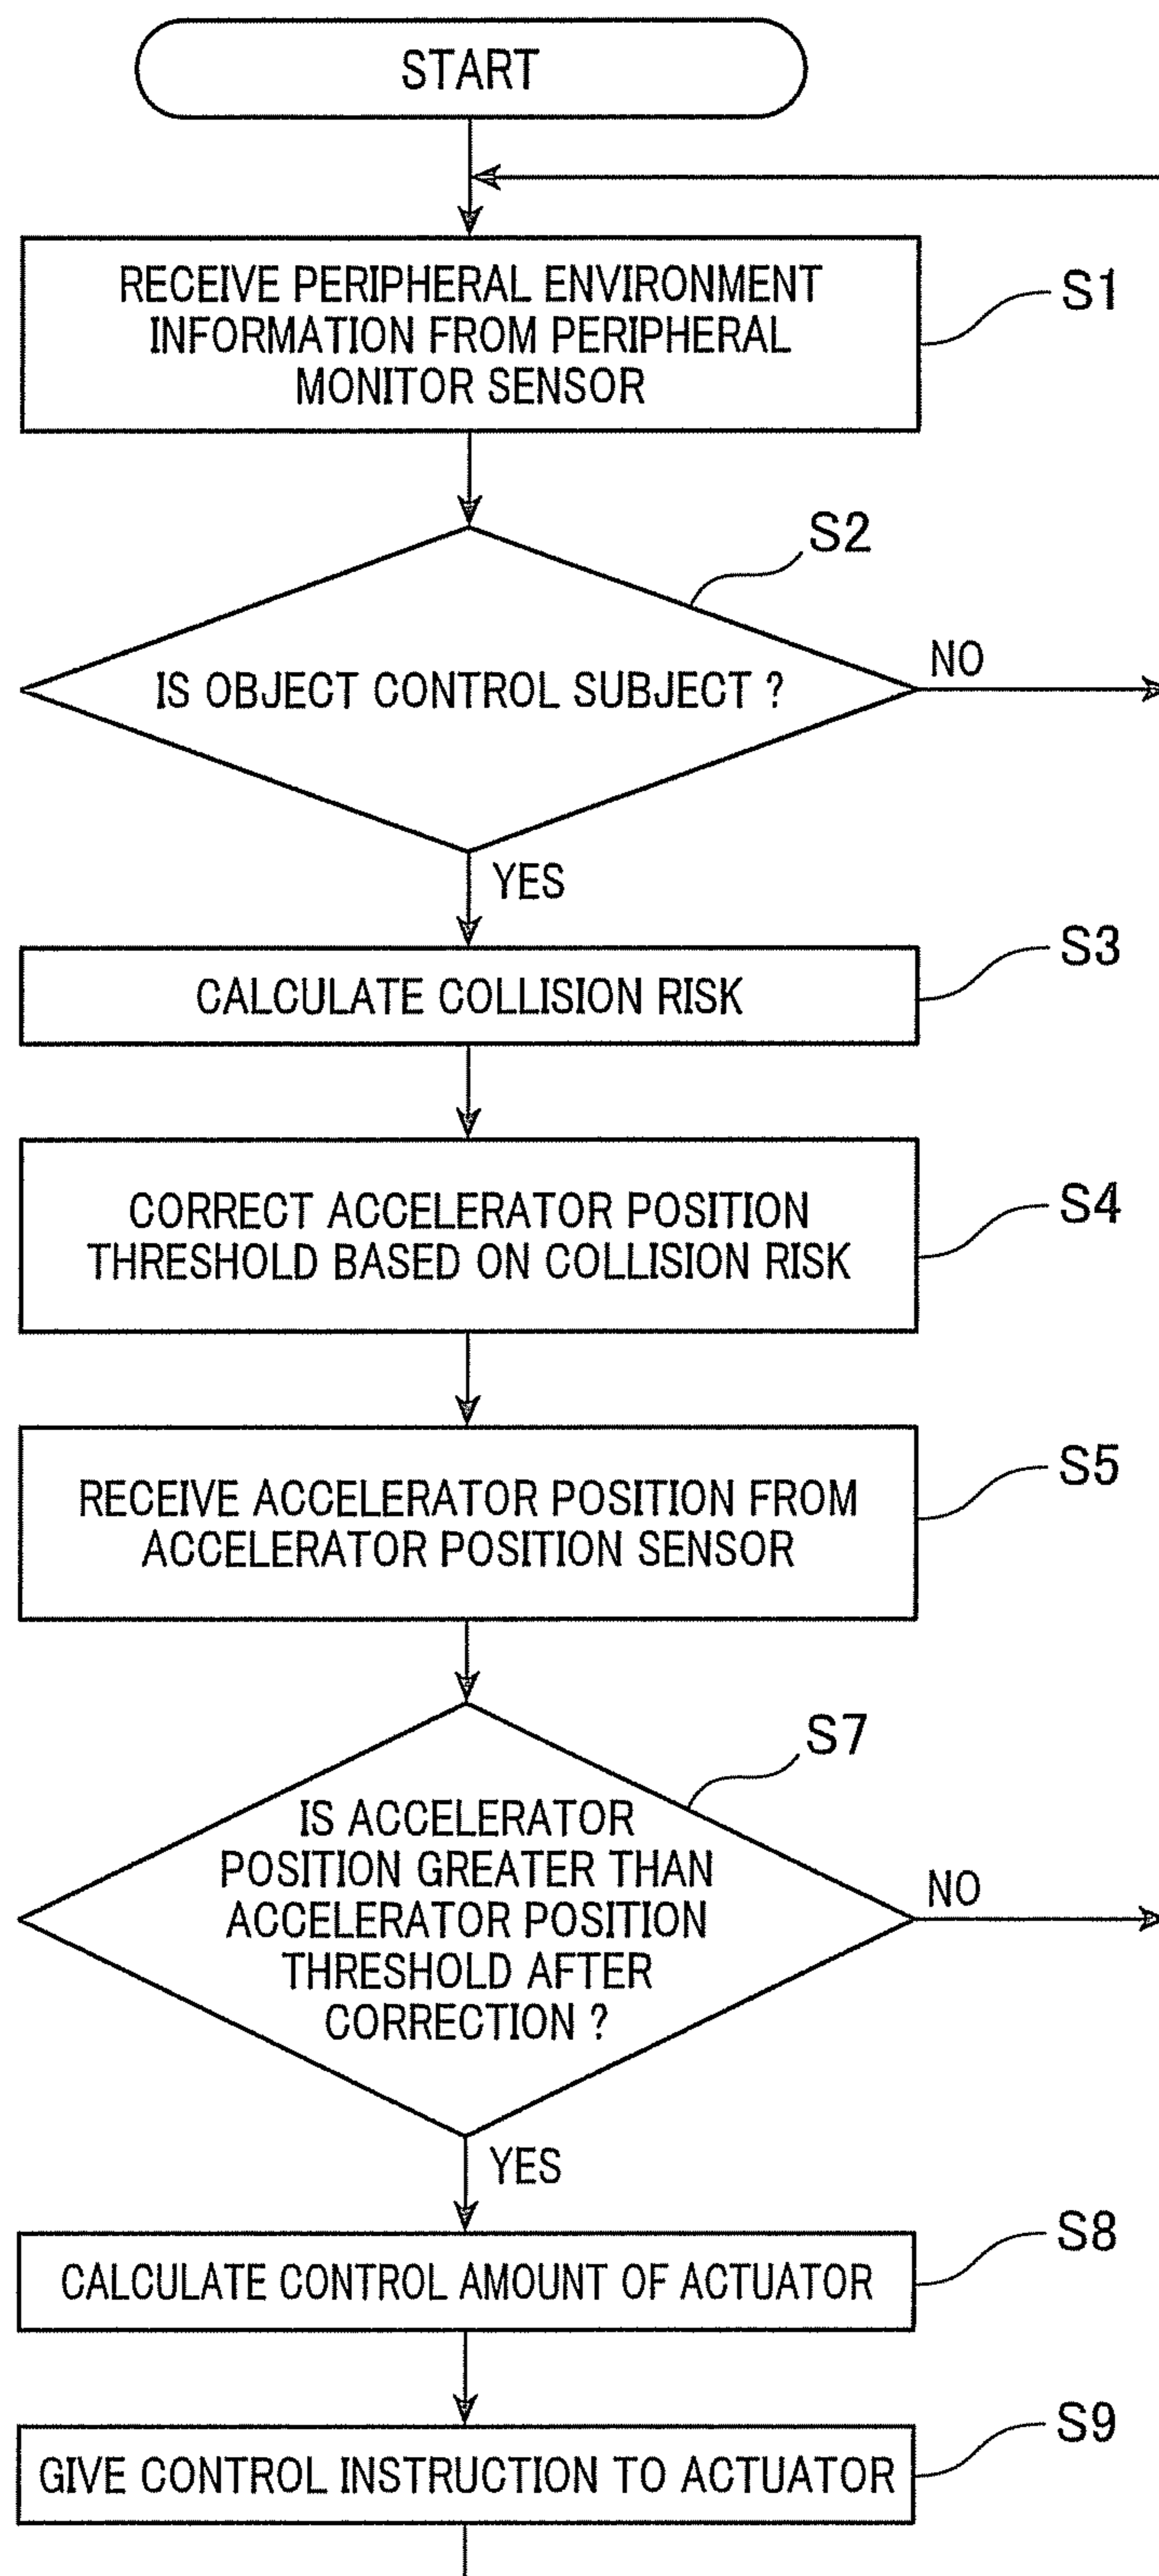 START
RECEIVE PERIPHERAL ENVIRONMENT
INFORMATION FROM PERIPHERAL
MONITOR SENSOR
S1
S2
IS OBJECT CONTROL SUBJECT ?
NO
YES
S3
CALCULATE COLLISION RISK
CORRECT ACCELERATOR POSITION
THRESHOLD BASED ON COLLISION RISK
S4
RECEIVE ACCELERATOR POSITION FROM
ACCELERATOR POSITION SENSOR
S5
S7
IS ACCELERATOR
POSITION GREATER THAN
ACCELERATOR POSITION
THRESHOLD AFTER
CORRECTION ?
NO
YES
S8
CALCULATE CONTROL AMOUNT OF ACTUATOR
S9
GIVE CONTROL INSTRUCTION TO ACTUATOR